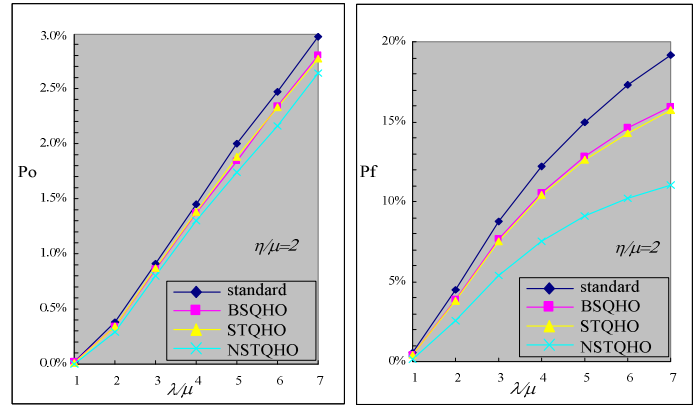 3.0%
2.5%
2.0%
1.5%
1.0%
0.5%
0.0%
Po
η/μ=2
standard
BSQHO
STQHO
NSTQHO
1 2 3 4 5 6 7
λ/μ
20%
15%
10%
5%
0%
Pf
η/μ=2
standard
BSQHO
STQHO
NSTQHO
1 2 3 4 5 6 7
λ/μ